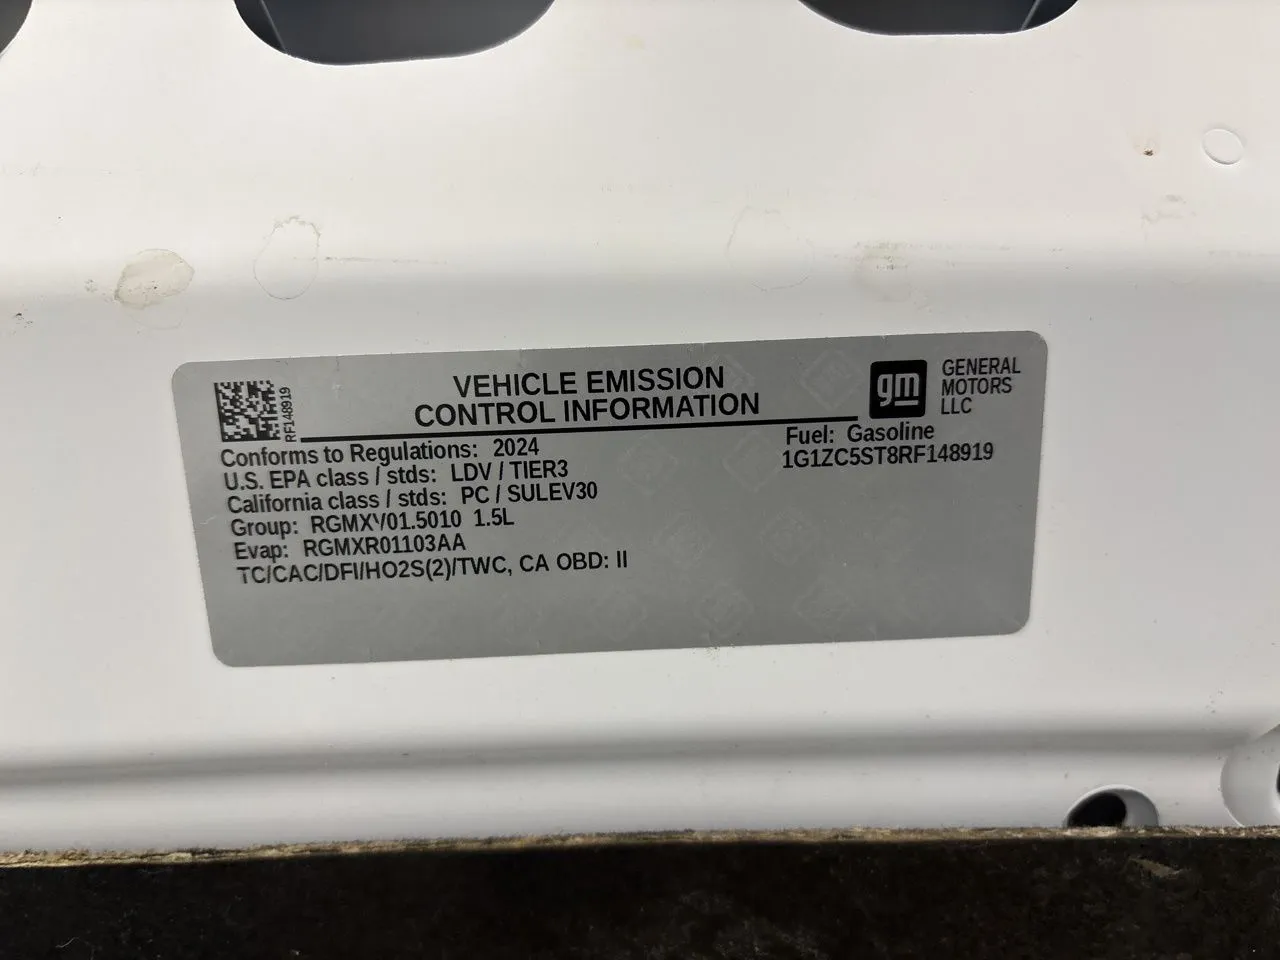 VEHICLE EMISSION
CONTROL INFORMATION
gm
GENERAL
MOTORS
LLC
RF148919
Conforms to Regulations: 2024
Fuel: Gasoline
U.S. EPA class / stds: LDV / TIER3
1G1ZC5ST8RF148919
California class / stds: PC / SULEV30
Group: RGMXV01.5010 1.5L
Evap: RGMXR01103AA
TC/CAC/DFI/HO2S(2)/TWC, CA OBD: II